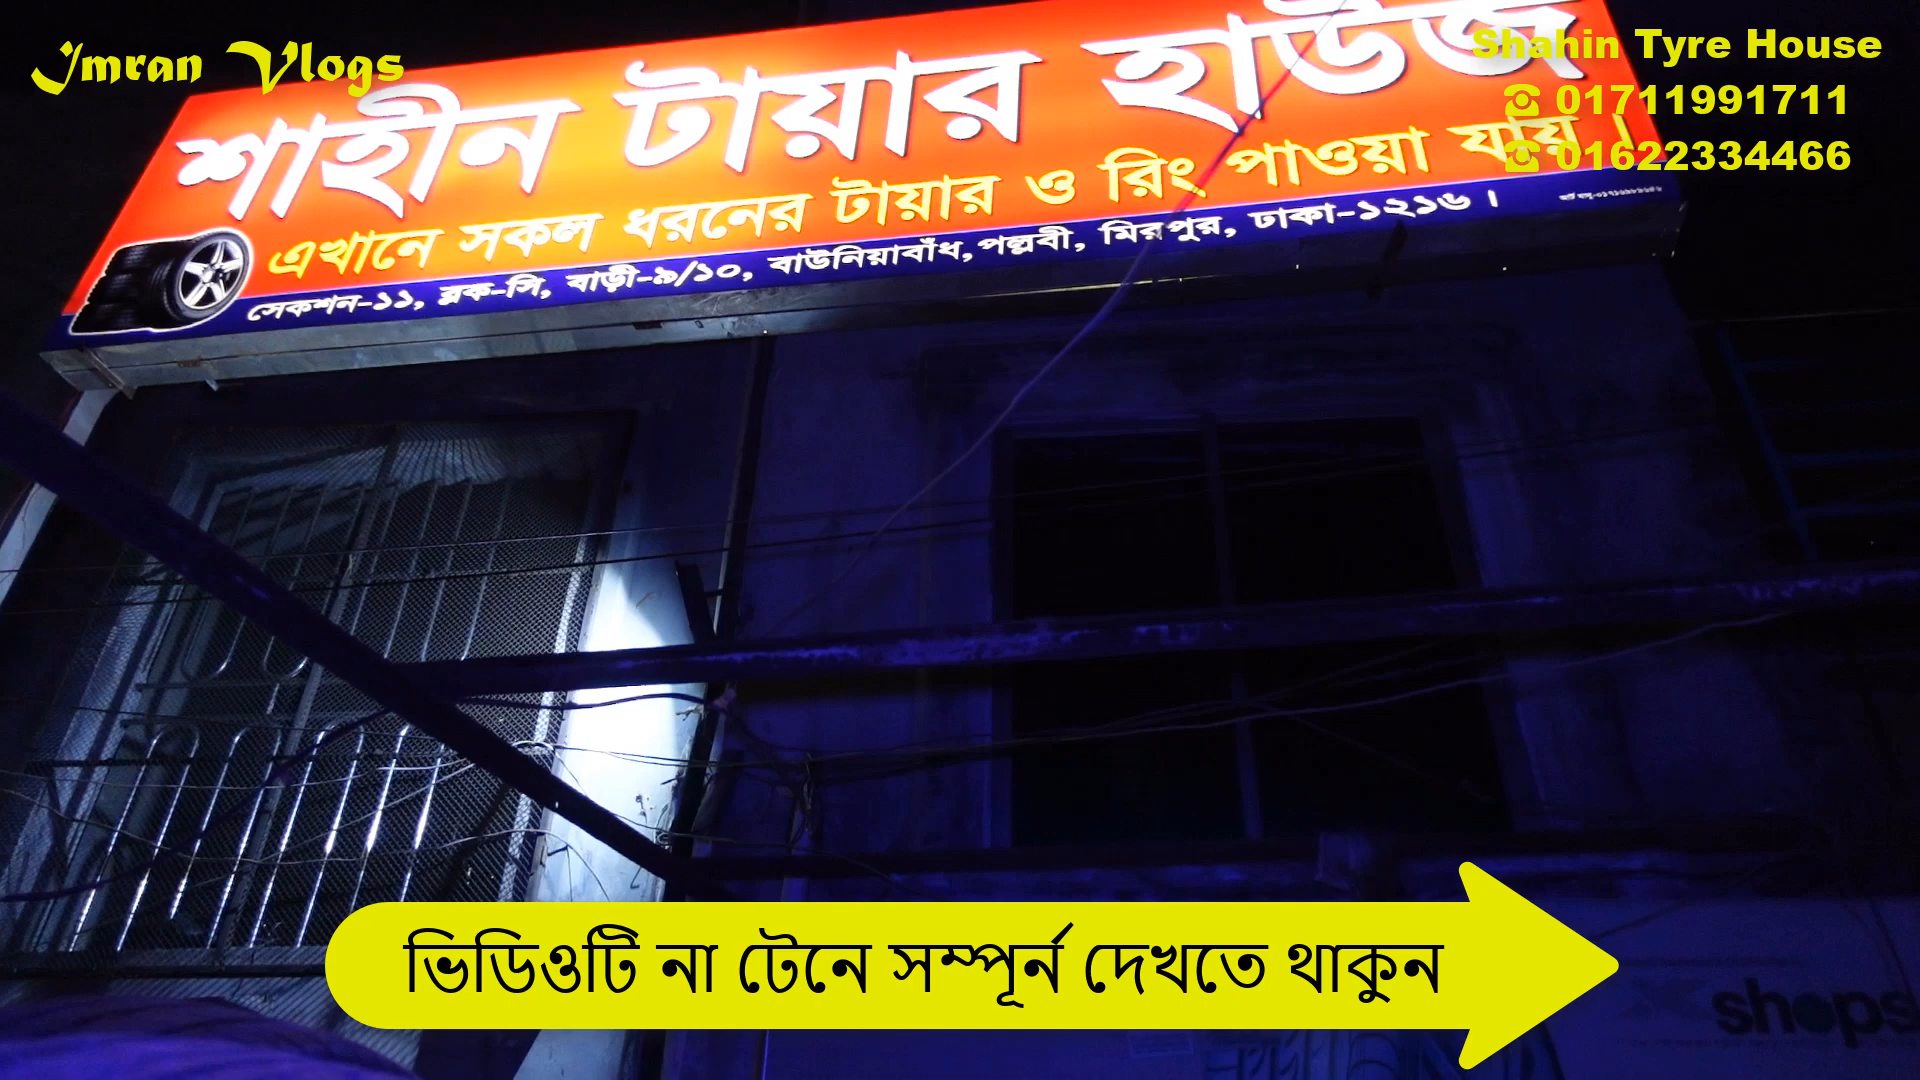 Imran Vlogs
Shahin Tyre House
☎ 01711991711
☎ 01622334466
শাহীন টায়ার হাউজ
এখানে সকল ধরনের টায়ার ও রিং পাওয়া যায় ।
সেকশন-১১, ব্লক-সি, বাড়ী-৯/১০, বাউনিয়াবাঁধ, পল্লবী, মিরপুর, ঢাকা-১২১৬ ।
ভিডিওটি না টেনে সম্পূর্ন দেখতে থাকুন
shops